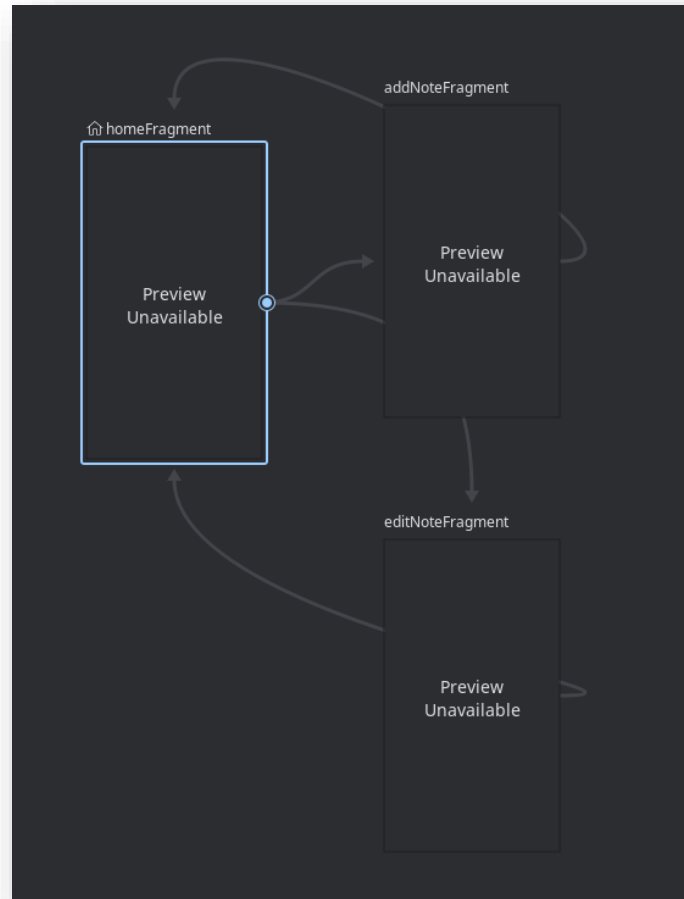 addNoteFragment
homeFragment
Preview
Unavailable
Preview
Unavailable
editNoteFragment
Preview
Unavailable